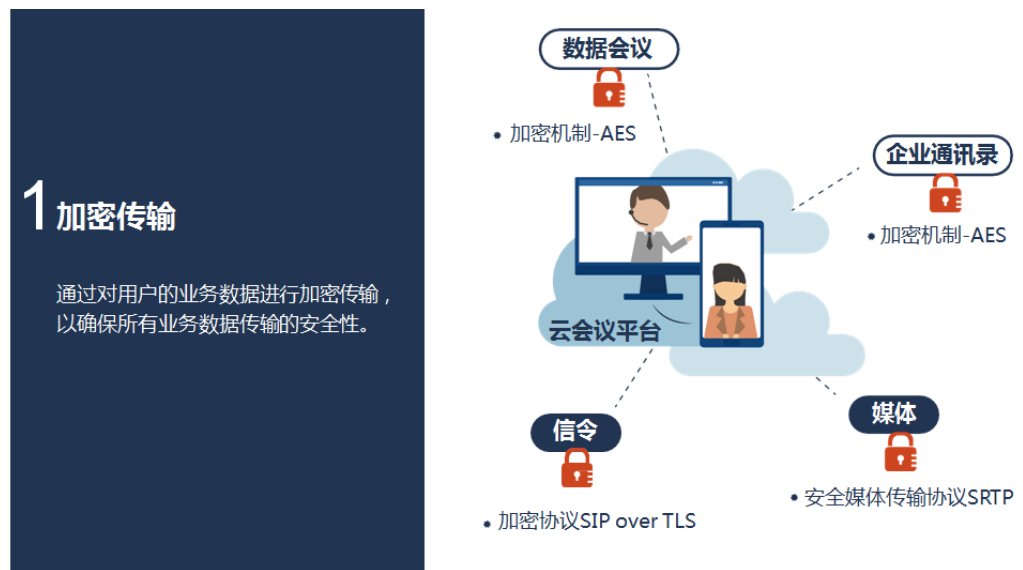 1 加密传输
通过对用户的业务数据进行加密传输，
以确保所有业务数据传输的安全性。
数据会议
加密机制-AES
企业通讯录
加密机制-AES
云会议平台
信令
加密协议SIP over TLS
媒体
安全媒体传输协议SRTP